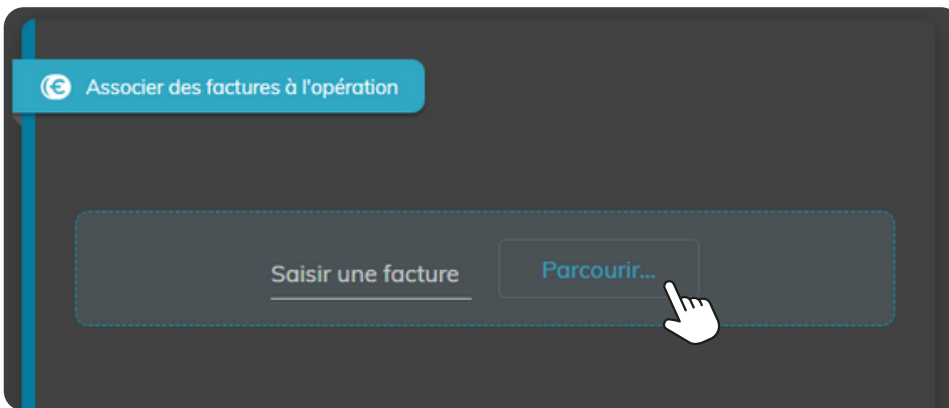 Associer des factures à l'opération
Saisir une facture
Parcourir...